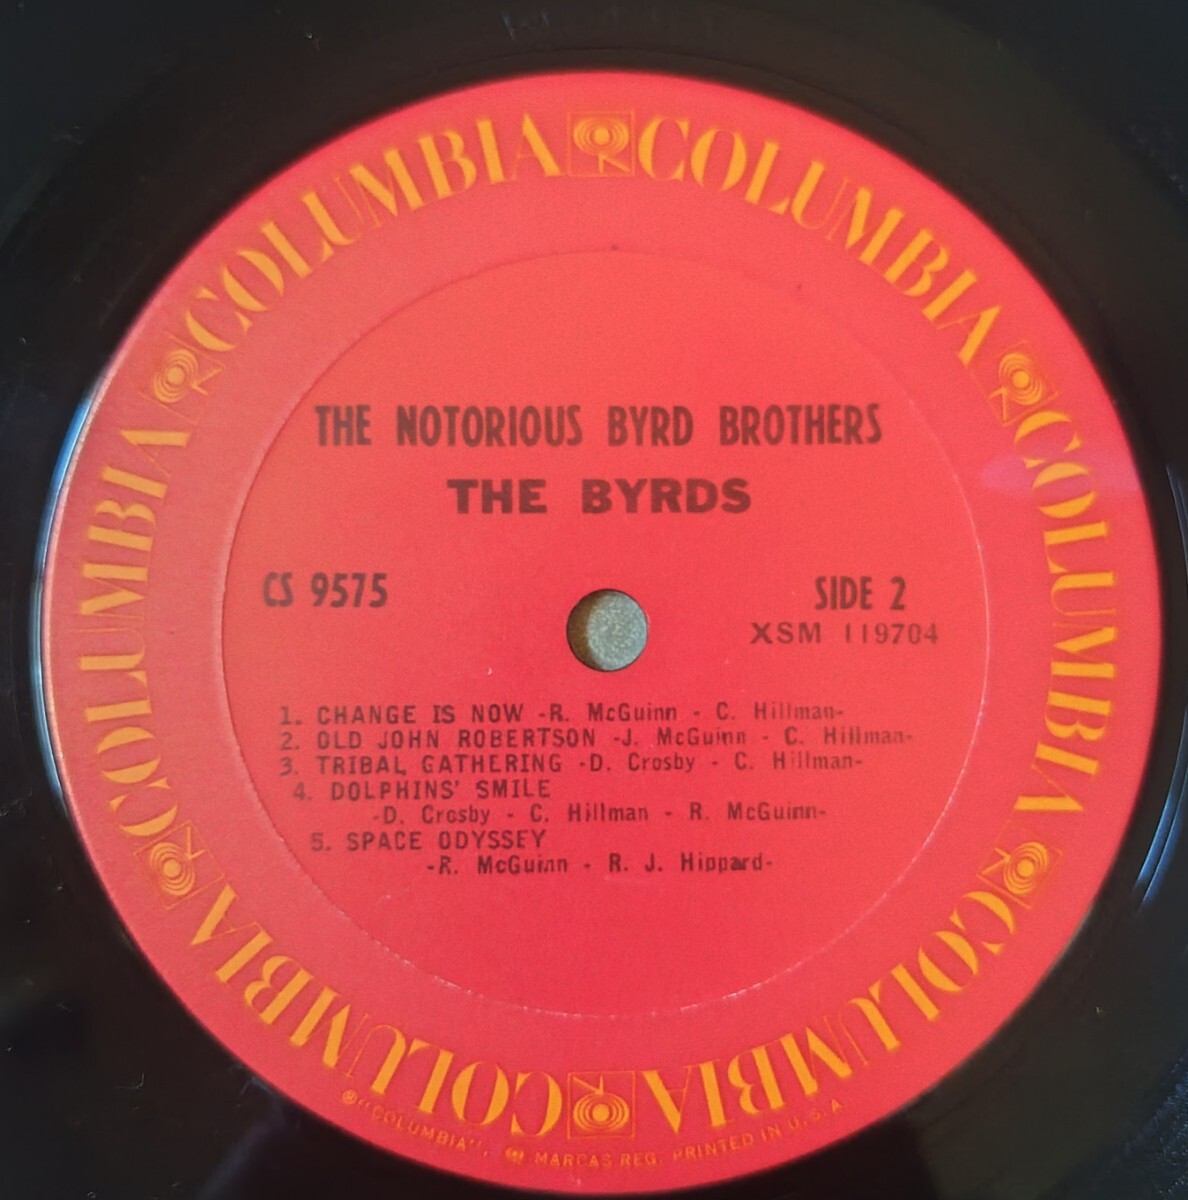 COLUMBIA COLUMBIA COLUMBIA COLUMBIA COLUMBIA COLUMBIA
THE NOTORIOUS BYRD BROTHERS
THE BYRDS
CS 9575
SIDE 2
XSM 119704
1. CHANGE IS NOW -R. McGuinn - C. Hillman-
2. OLD JOHN ROBERTSON -J. McGuinn - C. Hillman-
3. TRIBAL GATHERING -D. Crosby - C. Hillman-
4. DOLPHINS' SMILE
-D. Crosby - C. Hillman - R. McGuinn-
5. SPACE ODYSSEY
-R. McGuinn - R. J. Hippard-
®"COLUMBIA", MARCAS REG. PRINTED IN U.S.A